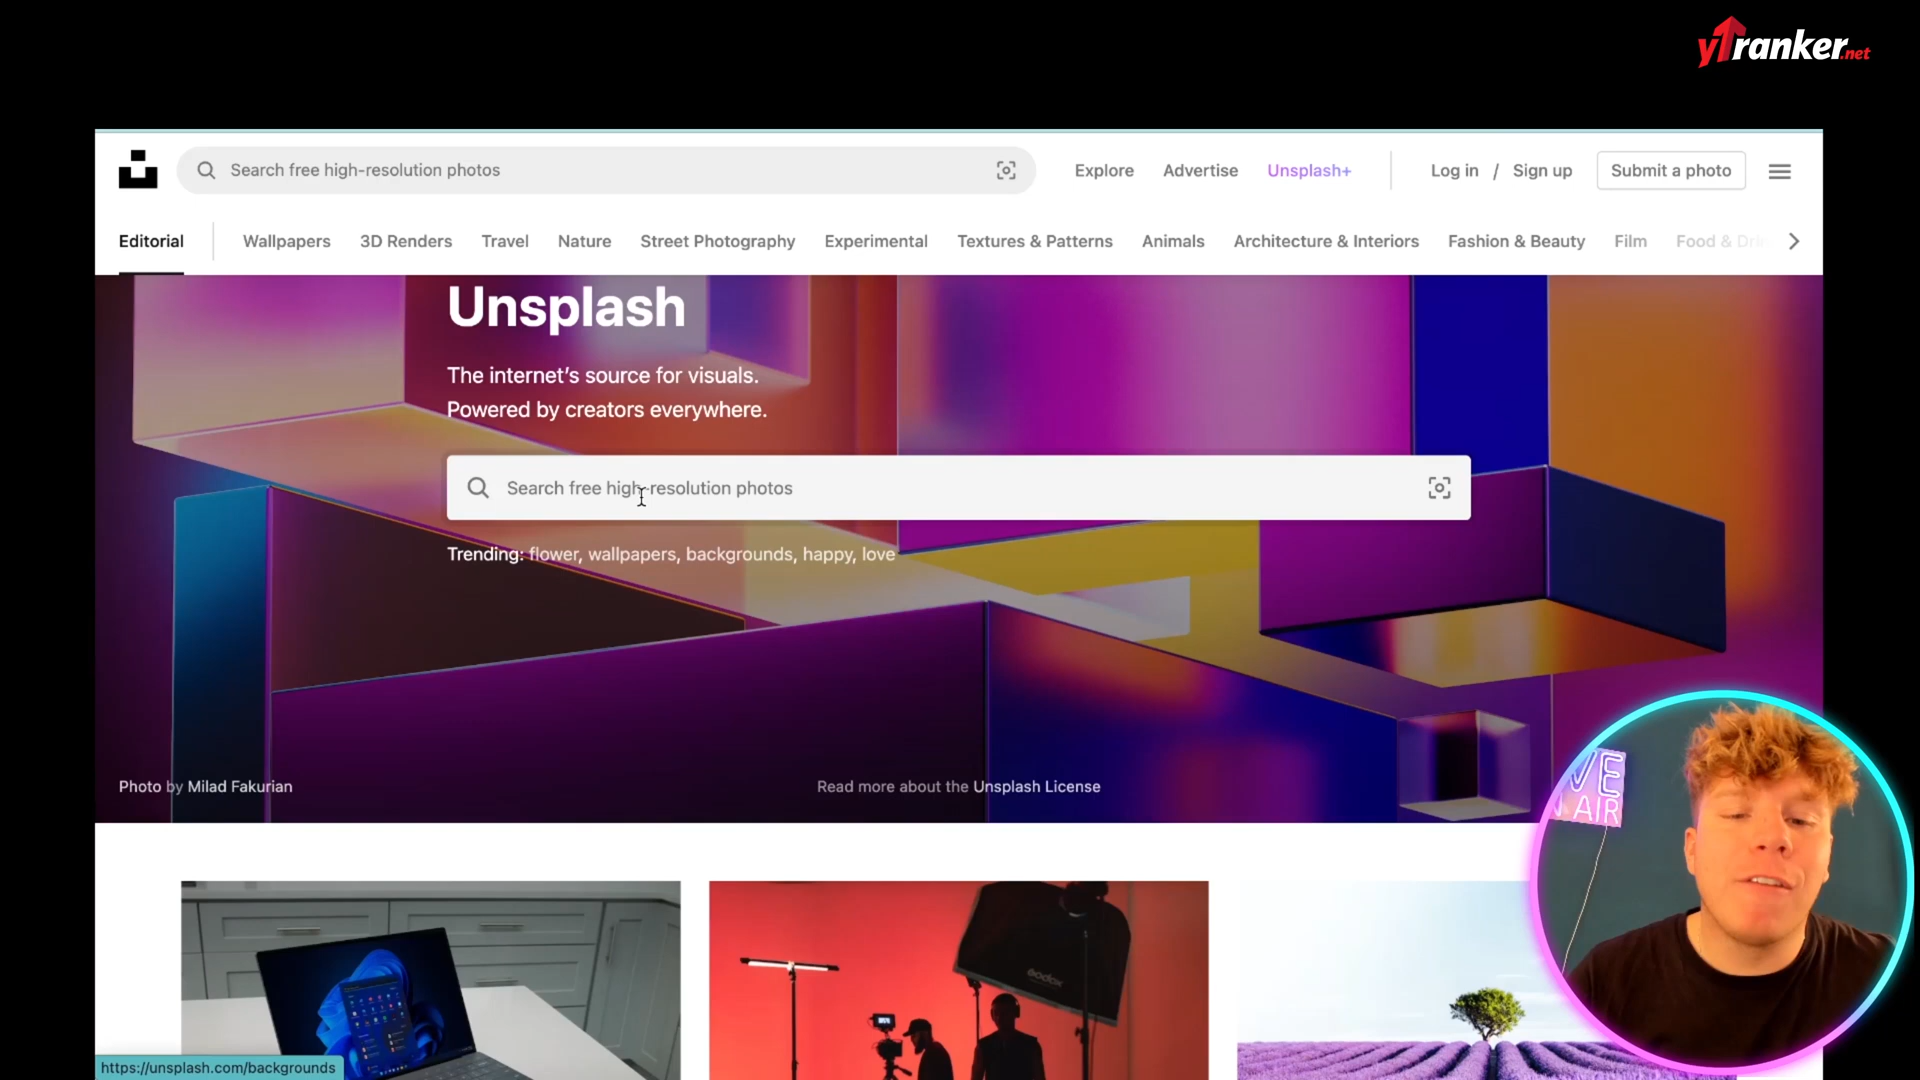 yTranker.net
Search free high-resolution photos
Explore
Advertise
Unsplash+
Log in / Sign up
Submit a photo
Editorial
Wallpapers
3D Renders
Travel
Nature
Street Photography
Experimental
Textures & Patterns
Animals
Architecture & Interiors
Fashion & Beauty
Film
Food &
Unsplash
The internet’s source for visuals.
Powered by creators everywhere.
Search free high-resolution photos
Trending: flower, wallpapers, backgrounds, happy, love
Photo by Milad Fakurian
Read more about the Unsplash License
VE
AIR
Godox
https://unsplash.com/backgrounds